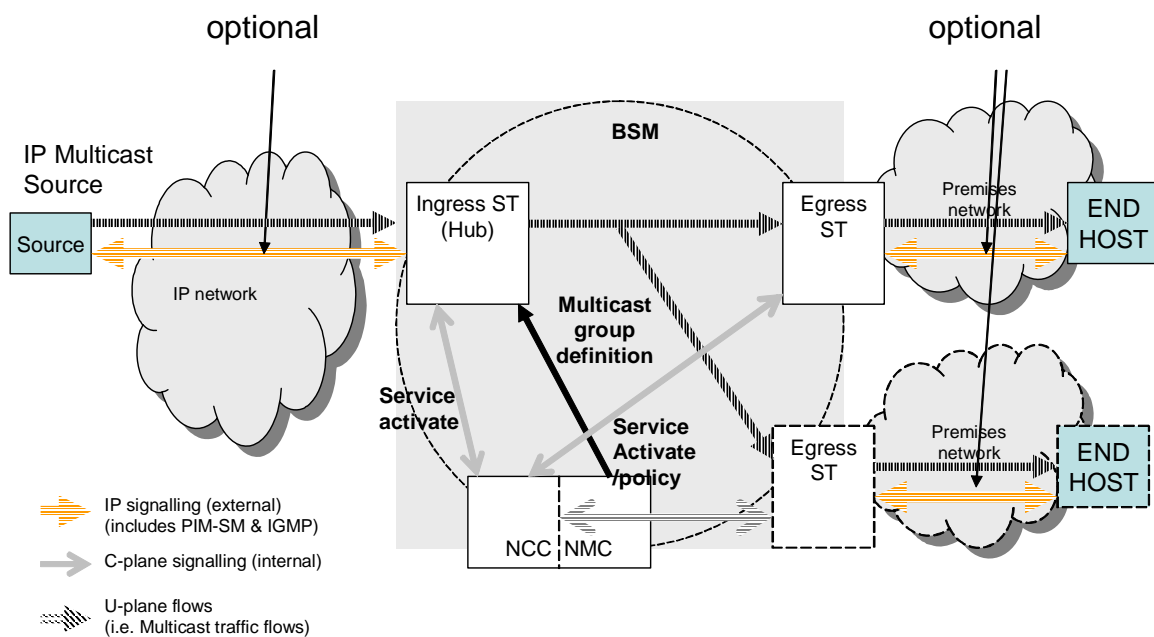 optional
optional
BSM
IP Multicast
Source
Source
IP network
Ingress ST
(Hub)
Egress
ST
Premises
network
END
HOST
Multicast
group
definition
Service
activate
Service
Activate
/policy
Egress
ST
Premises
network
END
HOST
NCC
NMC
IP signalling (external)
(includes PIM-SM & IGMP)
C-plane signalling (internal)
U-plane flows
(i.e. Multicast traffic flows)